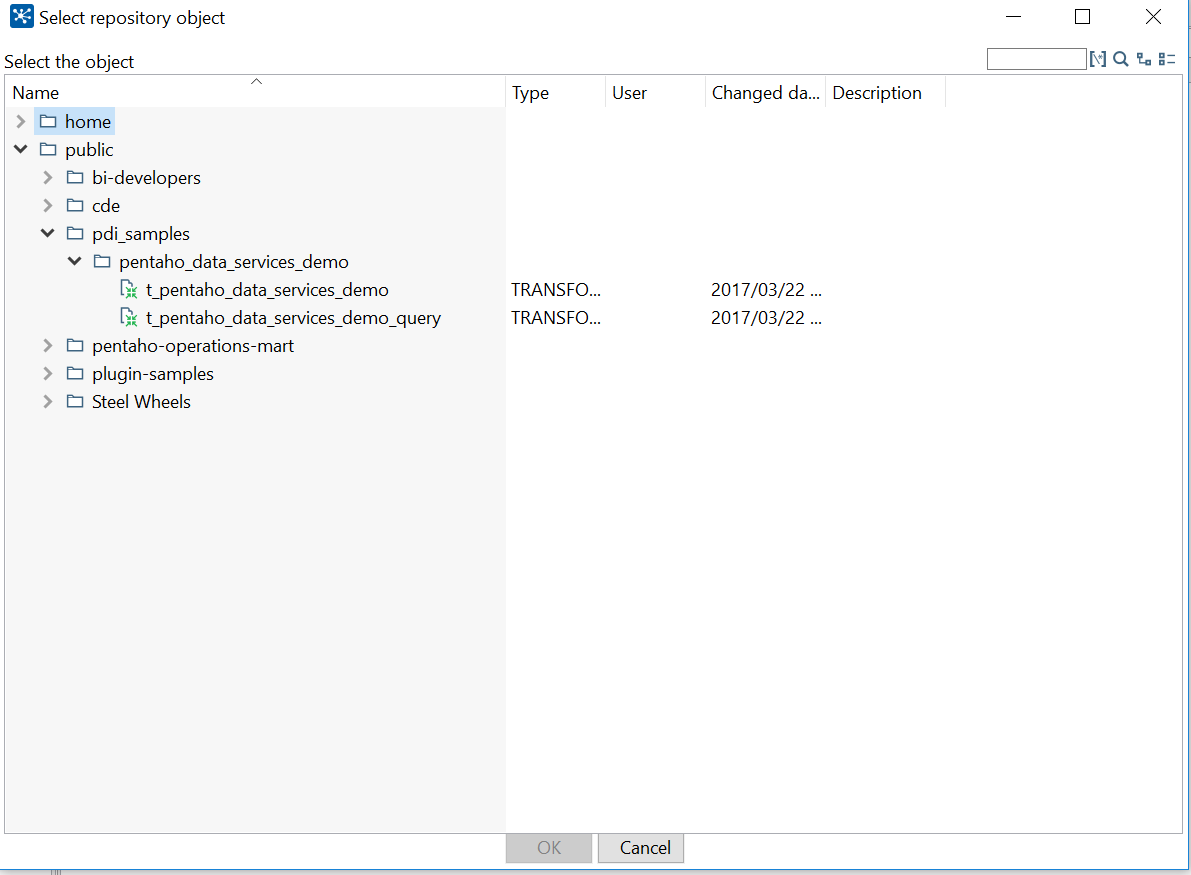 Select repository object
Select the object
Name Type User Changed da... Description
home
public
bi-developers
cde
pdi_samples
pentaho_data_services_demo
t_pentaho_data_services_demo TRANSFO... 2017/03/22 ...
t_pentaho_data_services_demo_query TRANSFO... 2017/03/22 ...
pentaho-operations-mart
plugin-samples
Steel Wheels
OK Cancel